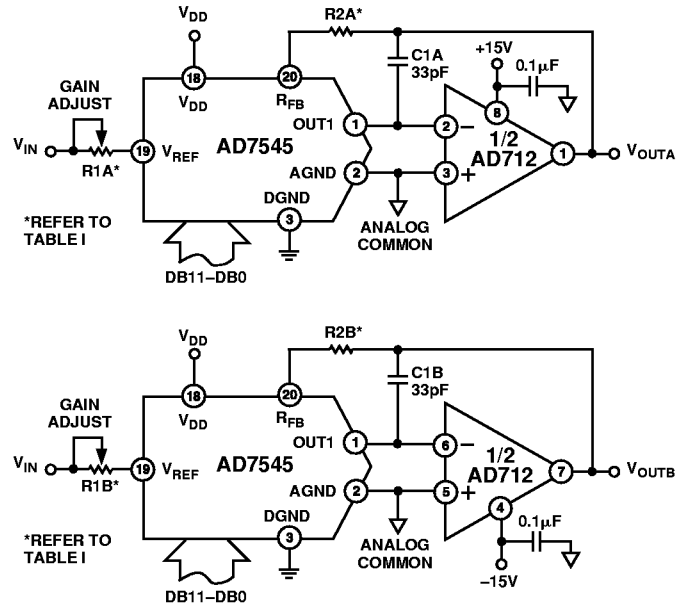 VDD
R2A*
18
VDD
20
RFB
C1A
33pF
+15V
0.1µF
8
GAIN
ADJUST
VIN
R1A*
19
VREF
AD7545
OUT1
1
AGND
2
DGND
3
2
–
3
+
1/2
AD712
1
VOUTA
*REFER TO
TABLE I
ANALOG
COMMON
DB11–DB0
VDD
R2B*
18
VDD
20
RFB
C1B
33pF
GAIN
ADJUST
VIN
R1B*
19
VREF
AD7545
OUT1
1
AGND
2
DGND
3
6
–
5
+
1/2
AD712
7
VOUTB
4
0.1µF
–15V
*REFER TO
TABLE I
ANALOG
COMMON
DB11–DB0